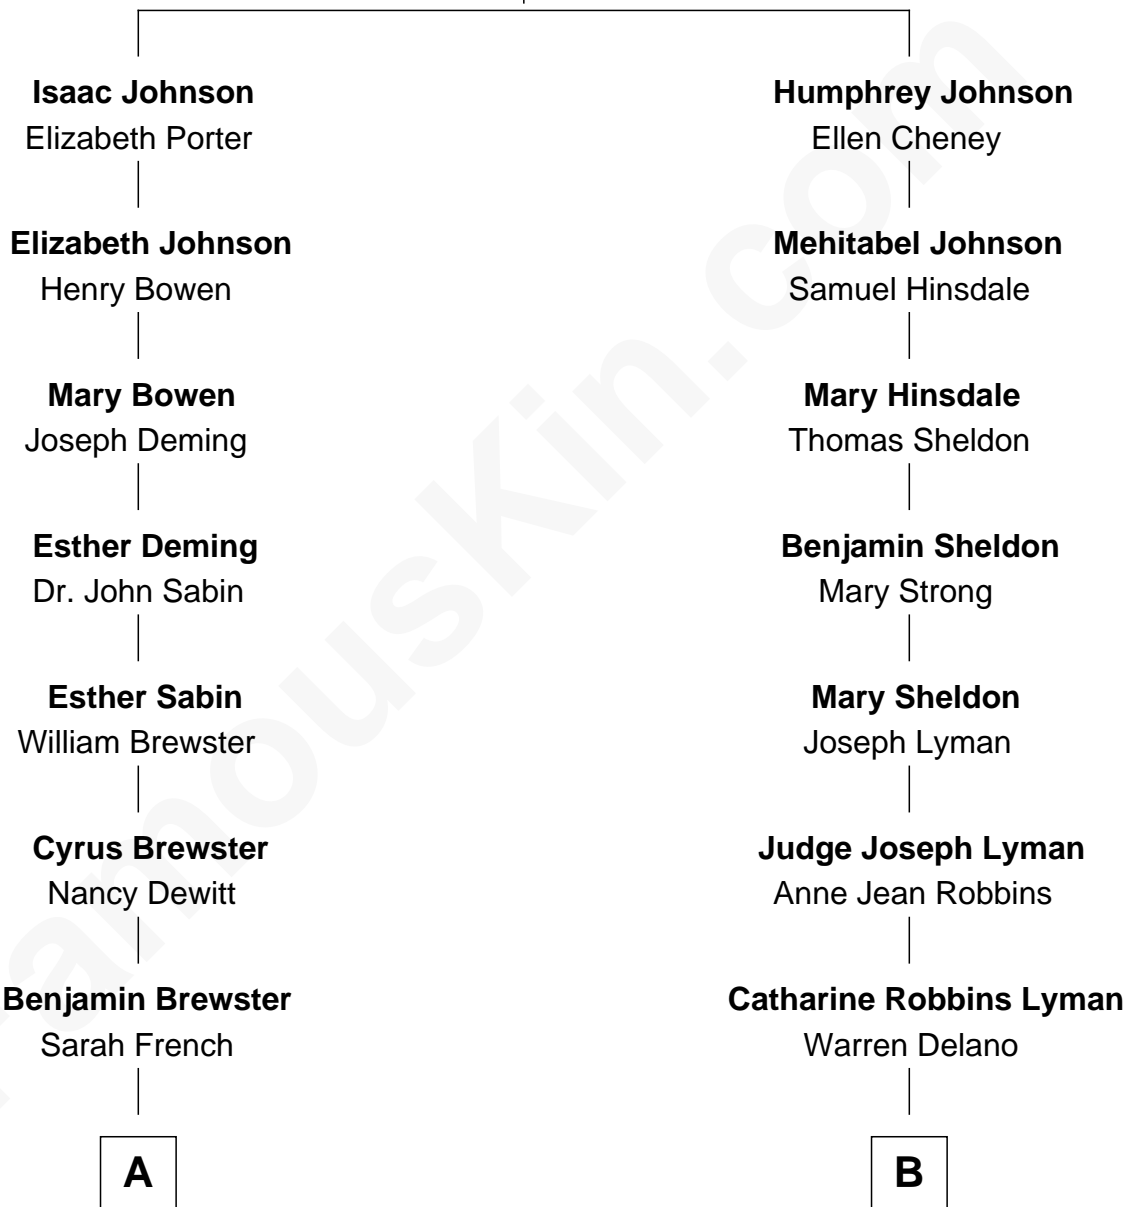 Isaac Johnson
Elizabeth Porter
Elizabeth Johnson
Henry Bowen
Mary Bowen
Joseph Deming
Esther Deming
Dr. John Sabin
Esther Sabin
William Brewster
Cyrus Brewster
Nancy Dewitt
Benjamin Brewster
Sarah French
A
Humphrey Johnson
Ellen Cheney
Mehitabel Johnson
Samuel Hinsdale
Mary Hinsdale
Thomas Sheldon
Benjamin Sheldon
Mary Strong
Mary Sheldon
Joseph Lyman
Judge Joseph Lyman
Anne Jean Robbins
Catharine Robbins Lyman
Warren Delano
B
FamousKin.com